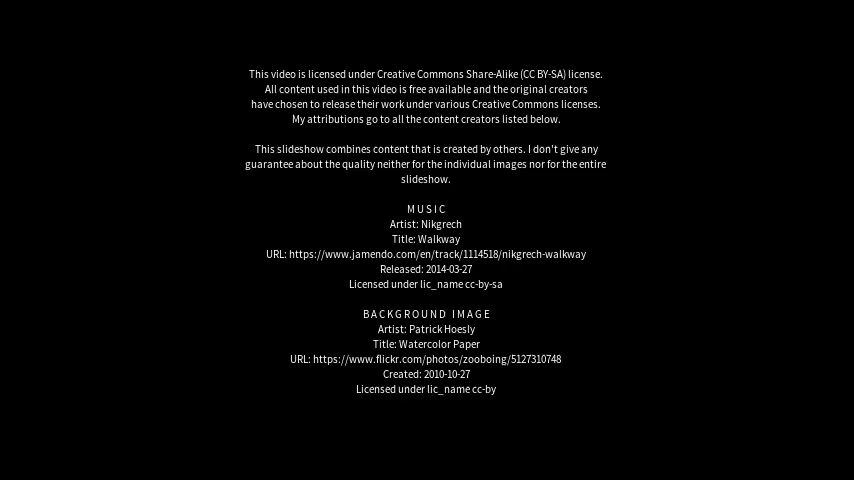 This video is licensed under Creative Commons Share-Alike (CC BY-SA) license.
All content used in this video is free available and the original creators
have chosen to release their work under various Creative Commons licenses.
My attributions go to all the content creators listed below.
This slideshow combines content that is created by others. I don't give any
guarantee about the quality neither for the individual images nor for the entire
slideshow.
MUSIC
Artist: Nikgrech
Title: Walkway
URL: https://www.jamendo.com/en/track/1114518/nikgrech-walkway
Released: 2014-03-27
Licensed under lic_name cc-by-sa
BACKGROUND IMAGE
Artist: Patrick Hoesly
Title: Watercolor Paper
URL: https://www.flickr.com/photos/zooboing/5127310748
Created: 2010-10-27
Licensed under lic_name cc-by